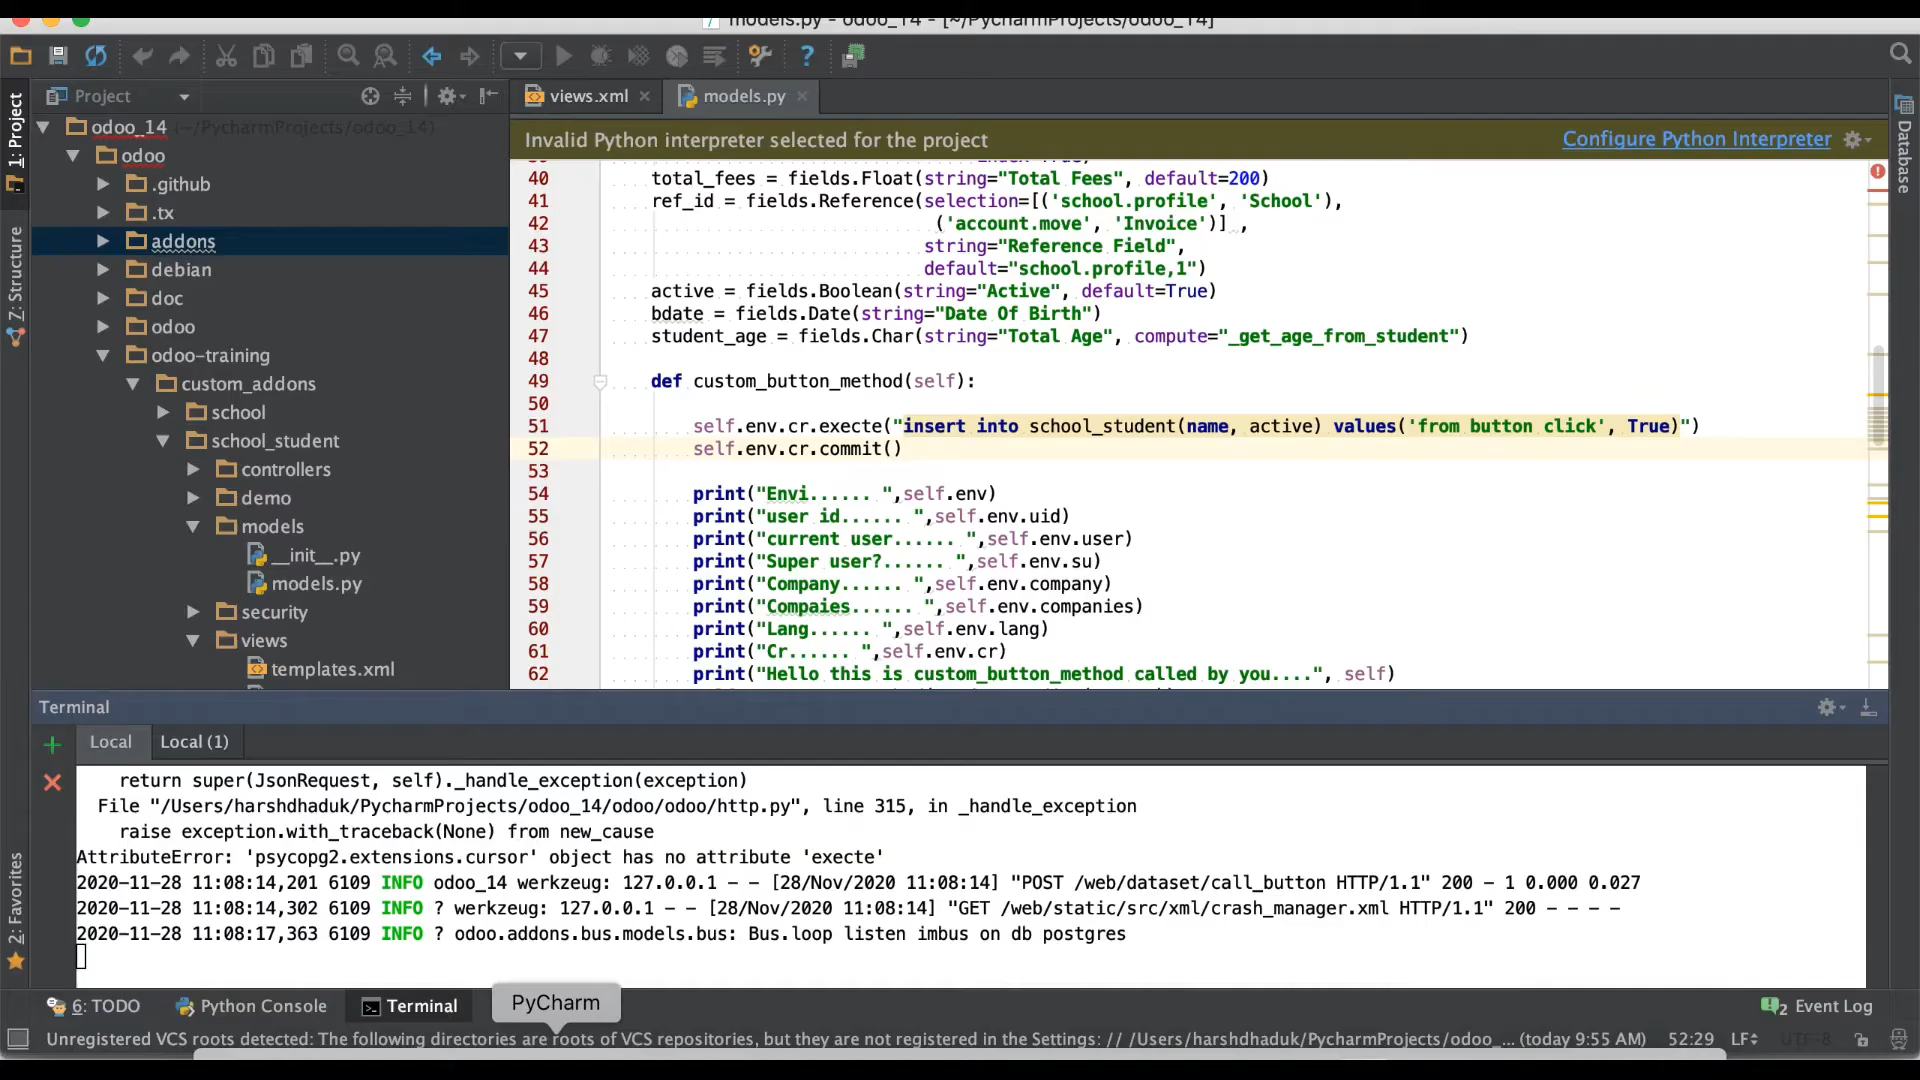 models.py - odoo_14 - [~/PycharmProjects/odoo_14]
Project
views.xml
models.py
1: Project
7: Structure
2: Favorites
Database
odoo_14 (~/PycharmProjects/odoo_14)
odoo
.github
.tx
addons
debian
doc
odoo
odoo-training
custom_addons
school
school_student
controllers
demo
models
__init__.py
models.py
security
views
templates.xml
Invalid Python interpreter selected for the project
Configure Python Interpreter
40 total_fees = fields.Float(string="Total Fees", default=200)
41 ref_id = fields.Reference(selection=[('school.profile', 'School'),
42 ('account.move', 'Invoice')] ,
43 string="Reference Field",
44 default="school.profile,1")
45 active = fields.Boolean(string="Active", default=True)
46 bdate = fields.Date(string="Date Of Birth")
47 student_age = fields.Char(string="Total Age", compute="_get_age_from_student")
48
49 def custom_button_method(self):
50
51 self.env.cr.execte("insert into school_student(name, active) values('from button click', True)")
52 self.env.cr.commit()
53
54 print("Envi...... ",self.env)
55 print("user id...... ",self.env.uid)
56 print("current user...... ",self.env.user)
57 print("Super user?...... ",self.env.su)
58 print("Company...... ",self.env.company)
59 print("Compaies...... ",self.env.companies)
60 print("Lang...... ",self.env.lang)
61 print("Cr...... ",self.env.cr)
62 print("Hello this is custom_button_method called by you....", self)
Terminal
Local
Local (1)
return super(JsonRequest, self)._handle_exception(exception)
File "/Users/harshdhaduk/PycharmProjects/odoo_14/odoo/odoo/http.py", line 315, in _handle_exception
raise exception.with_traceback(None) from new_cause
AttributeError: 'psycopg2.extensions.cursor' object has no attribute 'execte'
2020-11-28 11:08:14,201 6109 INFO odoo_14 werkzeug: 127.0.0.1 - - [28/Nov/2020 11:08:14] "POST /web/dataset/call_button HTTP/1.1" 200 - 1 0.000 0.027
2020-11-28 11:08:14,302 6109 INFO ? werkzeug: 127.0.0.1 - - [28/Nov/2020 11:08:14] "GET /web/static/src/xml/crash_manager.xml HTTP/1.1" 200 - - - -
2020-11-28 11:08:17,363 6109 INFO ? odoo.addons.bus.models.bus: Bus.loop listen imbus on db postgres
6: TODO
Python Console
Terminal
PyCharm
2 Event Log
Unregistered VCS roots detected: The following directories are roots of VCS repositories, but they are not registered in the Settings: // /Users/harshdhaduk/PycharmProjects/odoo_... (today 9:55 AM)
52:29
LF
UTF-8